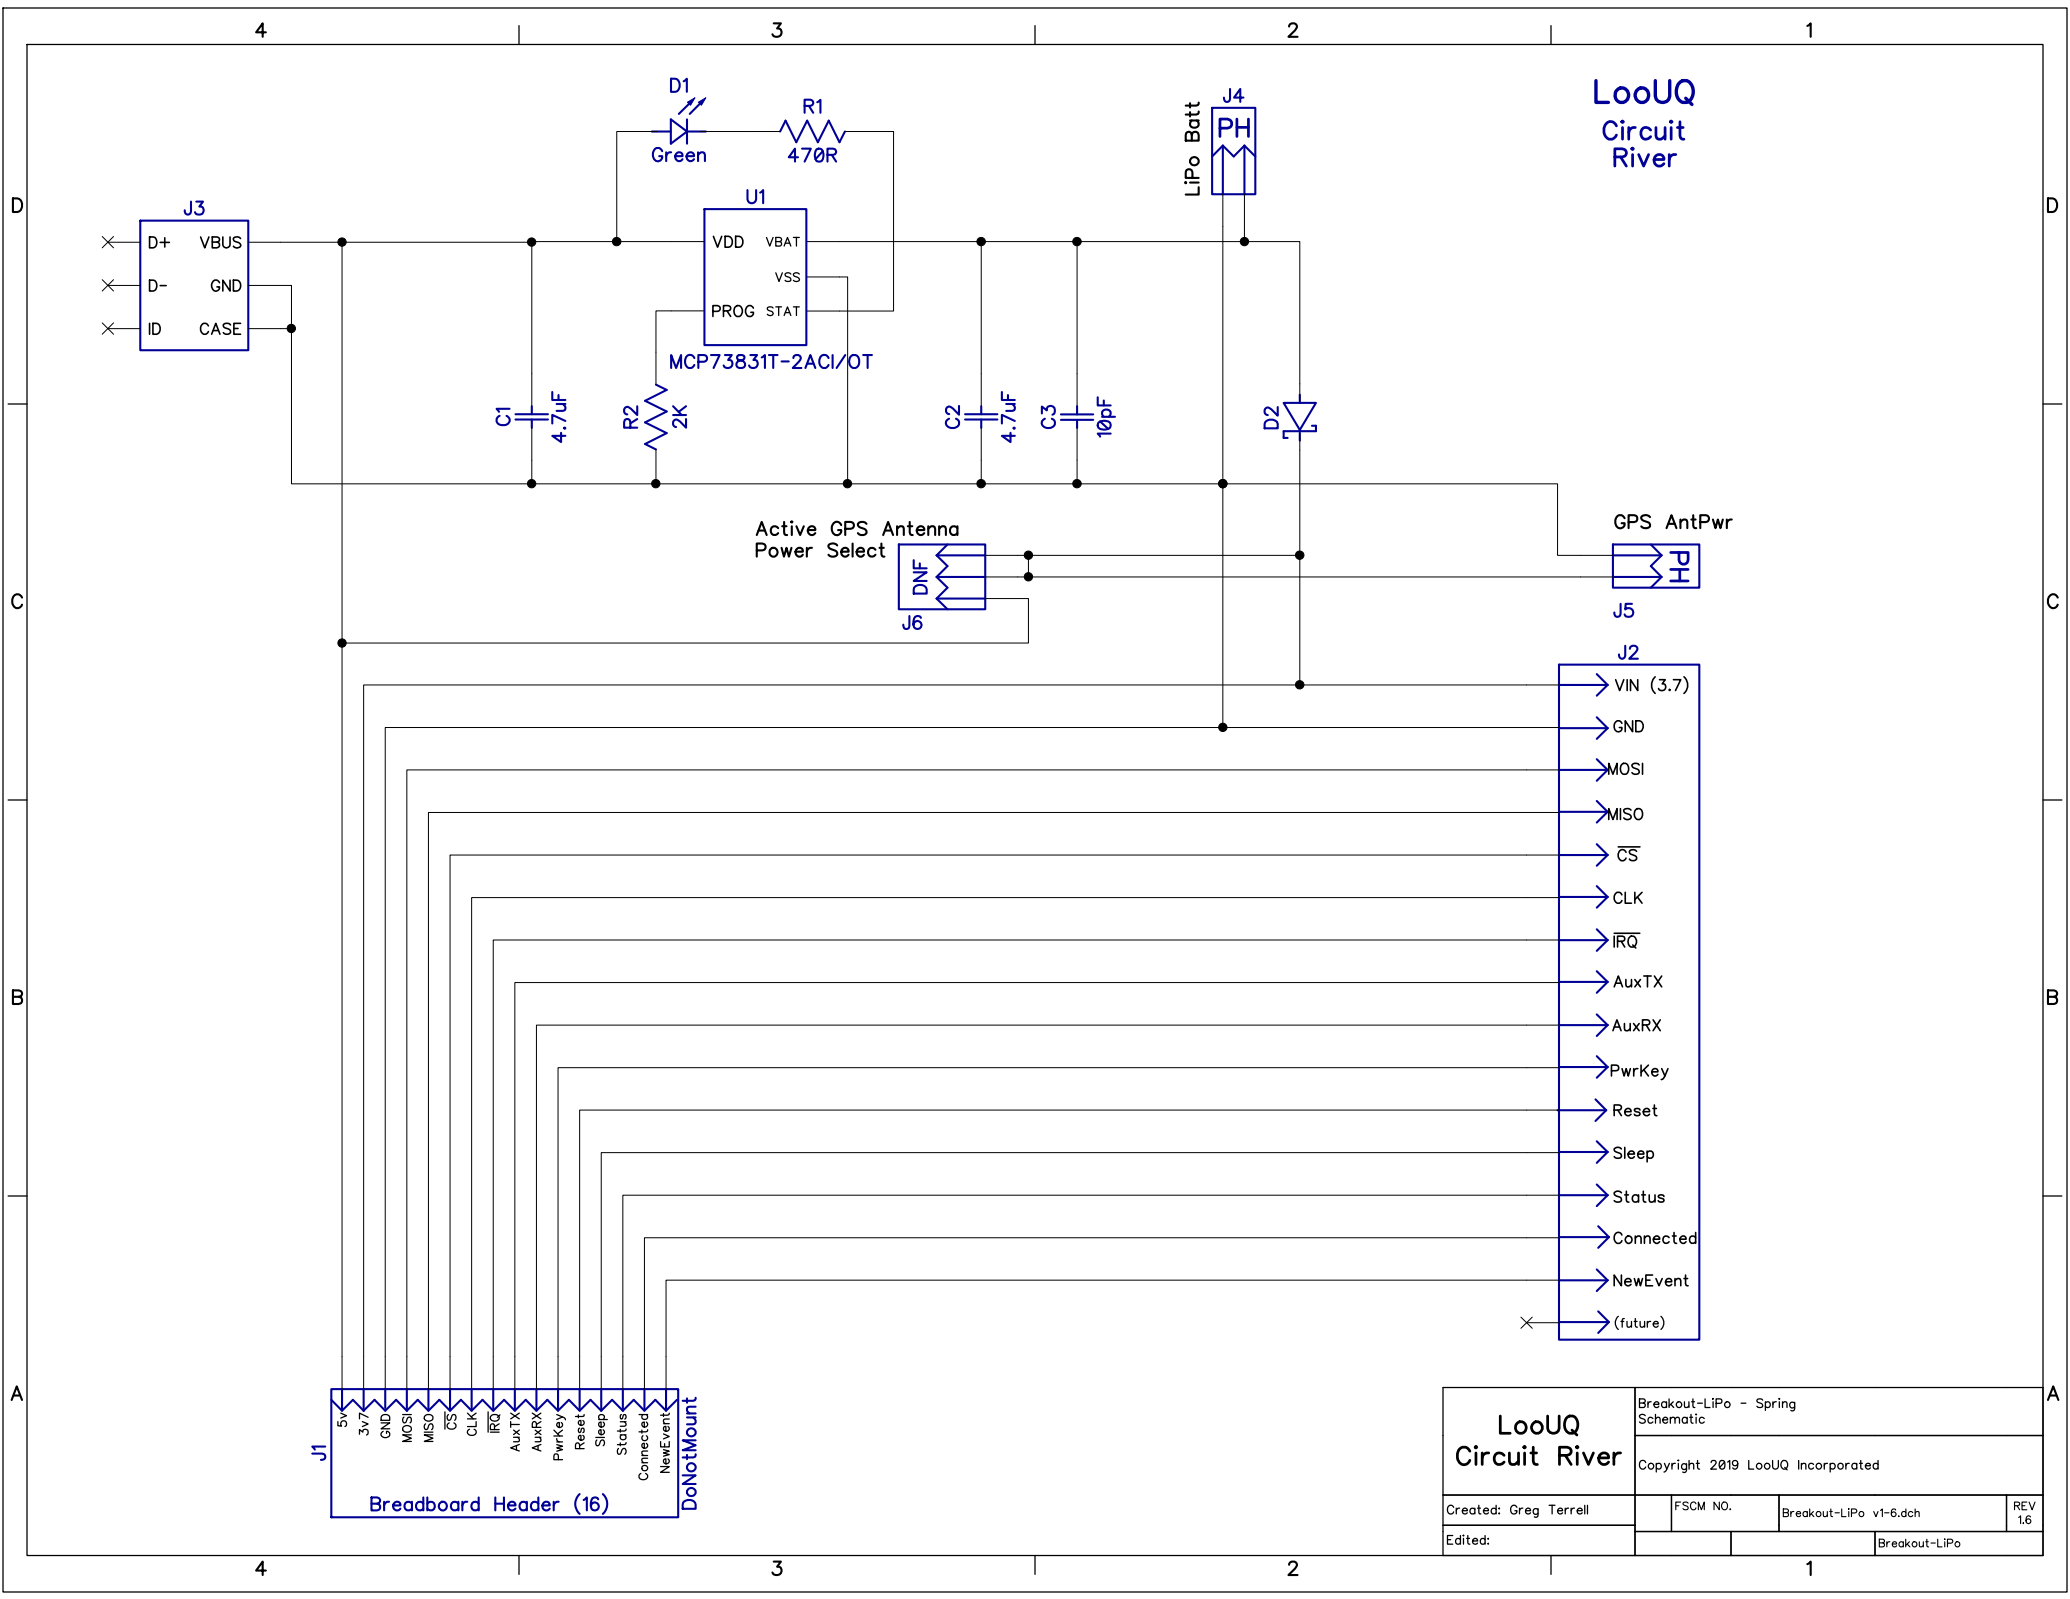 4 3 2 1
D1
Green
R1
470R
J4
PH
LiPo Batt
LooUQ
Circuit
River
D D
J3
D+ VBUS
D- GND
ID CASE
U1
VDD VBAT
VSS
PROG STAT
MCP73831T-2ACI/OT
C1
4.7uF
R2
2K
C2
4.7uF
C3
10pF
D2
Active GPS Antenna
Power Select
DNF
J6
GPS AntPwr
PH
J5
C C
J2
VIN (3.7)
GND
MOSI
MISO
CS
CLK
IRQ
AuxTX
AuxRX
PwrKey
Reset
Sleep
Status
Connected
NewEvent
(future)
B B
A A
J1
5v
3v7
GND
MOSI
MISO
CS
CLK
IRQ
AuxTX
AuxRX
PwrKey
Reset
Sleep
Status
Connected
NewEvent
DoNotMount
Breadboard Header (16)
LooUQ
Circuit River
Breakout-LiPo - Spring
Schematic
Copyright 2019 LooUQ Incorporated
Created: Greg Terrell
FSCM NO.
Breakout-LiPo v1-6.dch
REV
1.6
Edited:
Breakout-LiPo
4 3 2 1